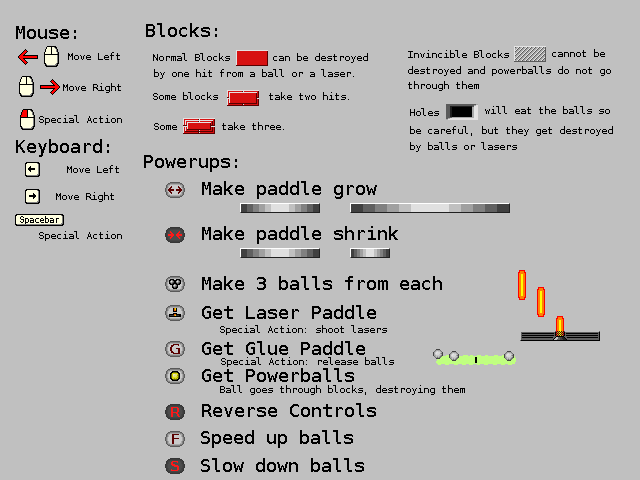 Mouse:
Move Left
Move Right
Special Action
Keyboard:
Move Left
Move Right
Spacebar
Special Action
Blocks:
Normal Blocks can be destroyed
by one hit from a ball or a laser.
Some blocks take two hits.
Some take three.
Invincible Blocks cannot be
destroyed and powerballs do not go
through them
Holes will eat the balls so
be careful, but they get destroyed
by balls or lasers
Powerups:
Make paddle grow
Make paddle shrink
Make 3 balls from each
Get Laser Paddle
Special Action: shoot lasers
G Get Glue Paddle
Special Action: release balls
Get Powerballs
Ball goes through blocks, destroying them
R Reverse Controls
F Speed up balls
S Slow down balls